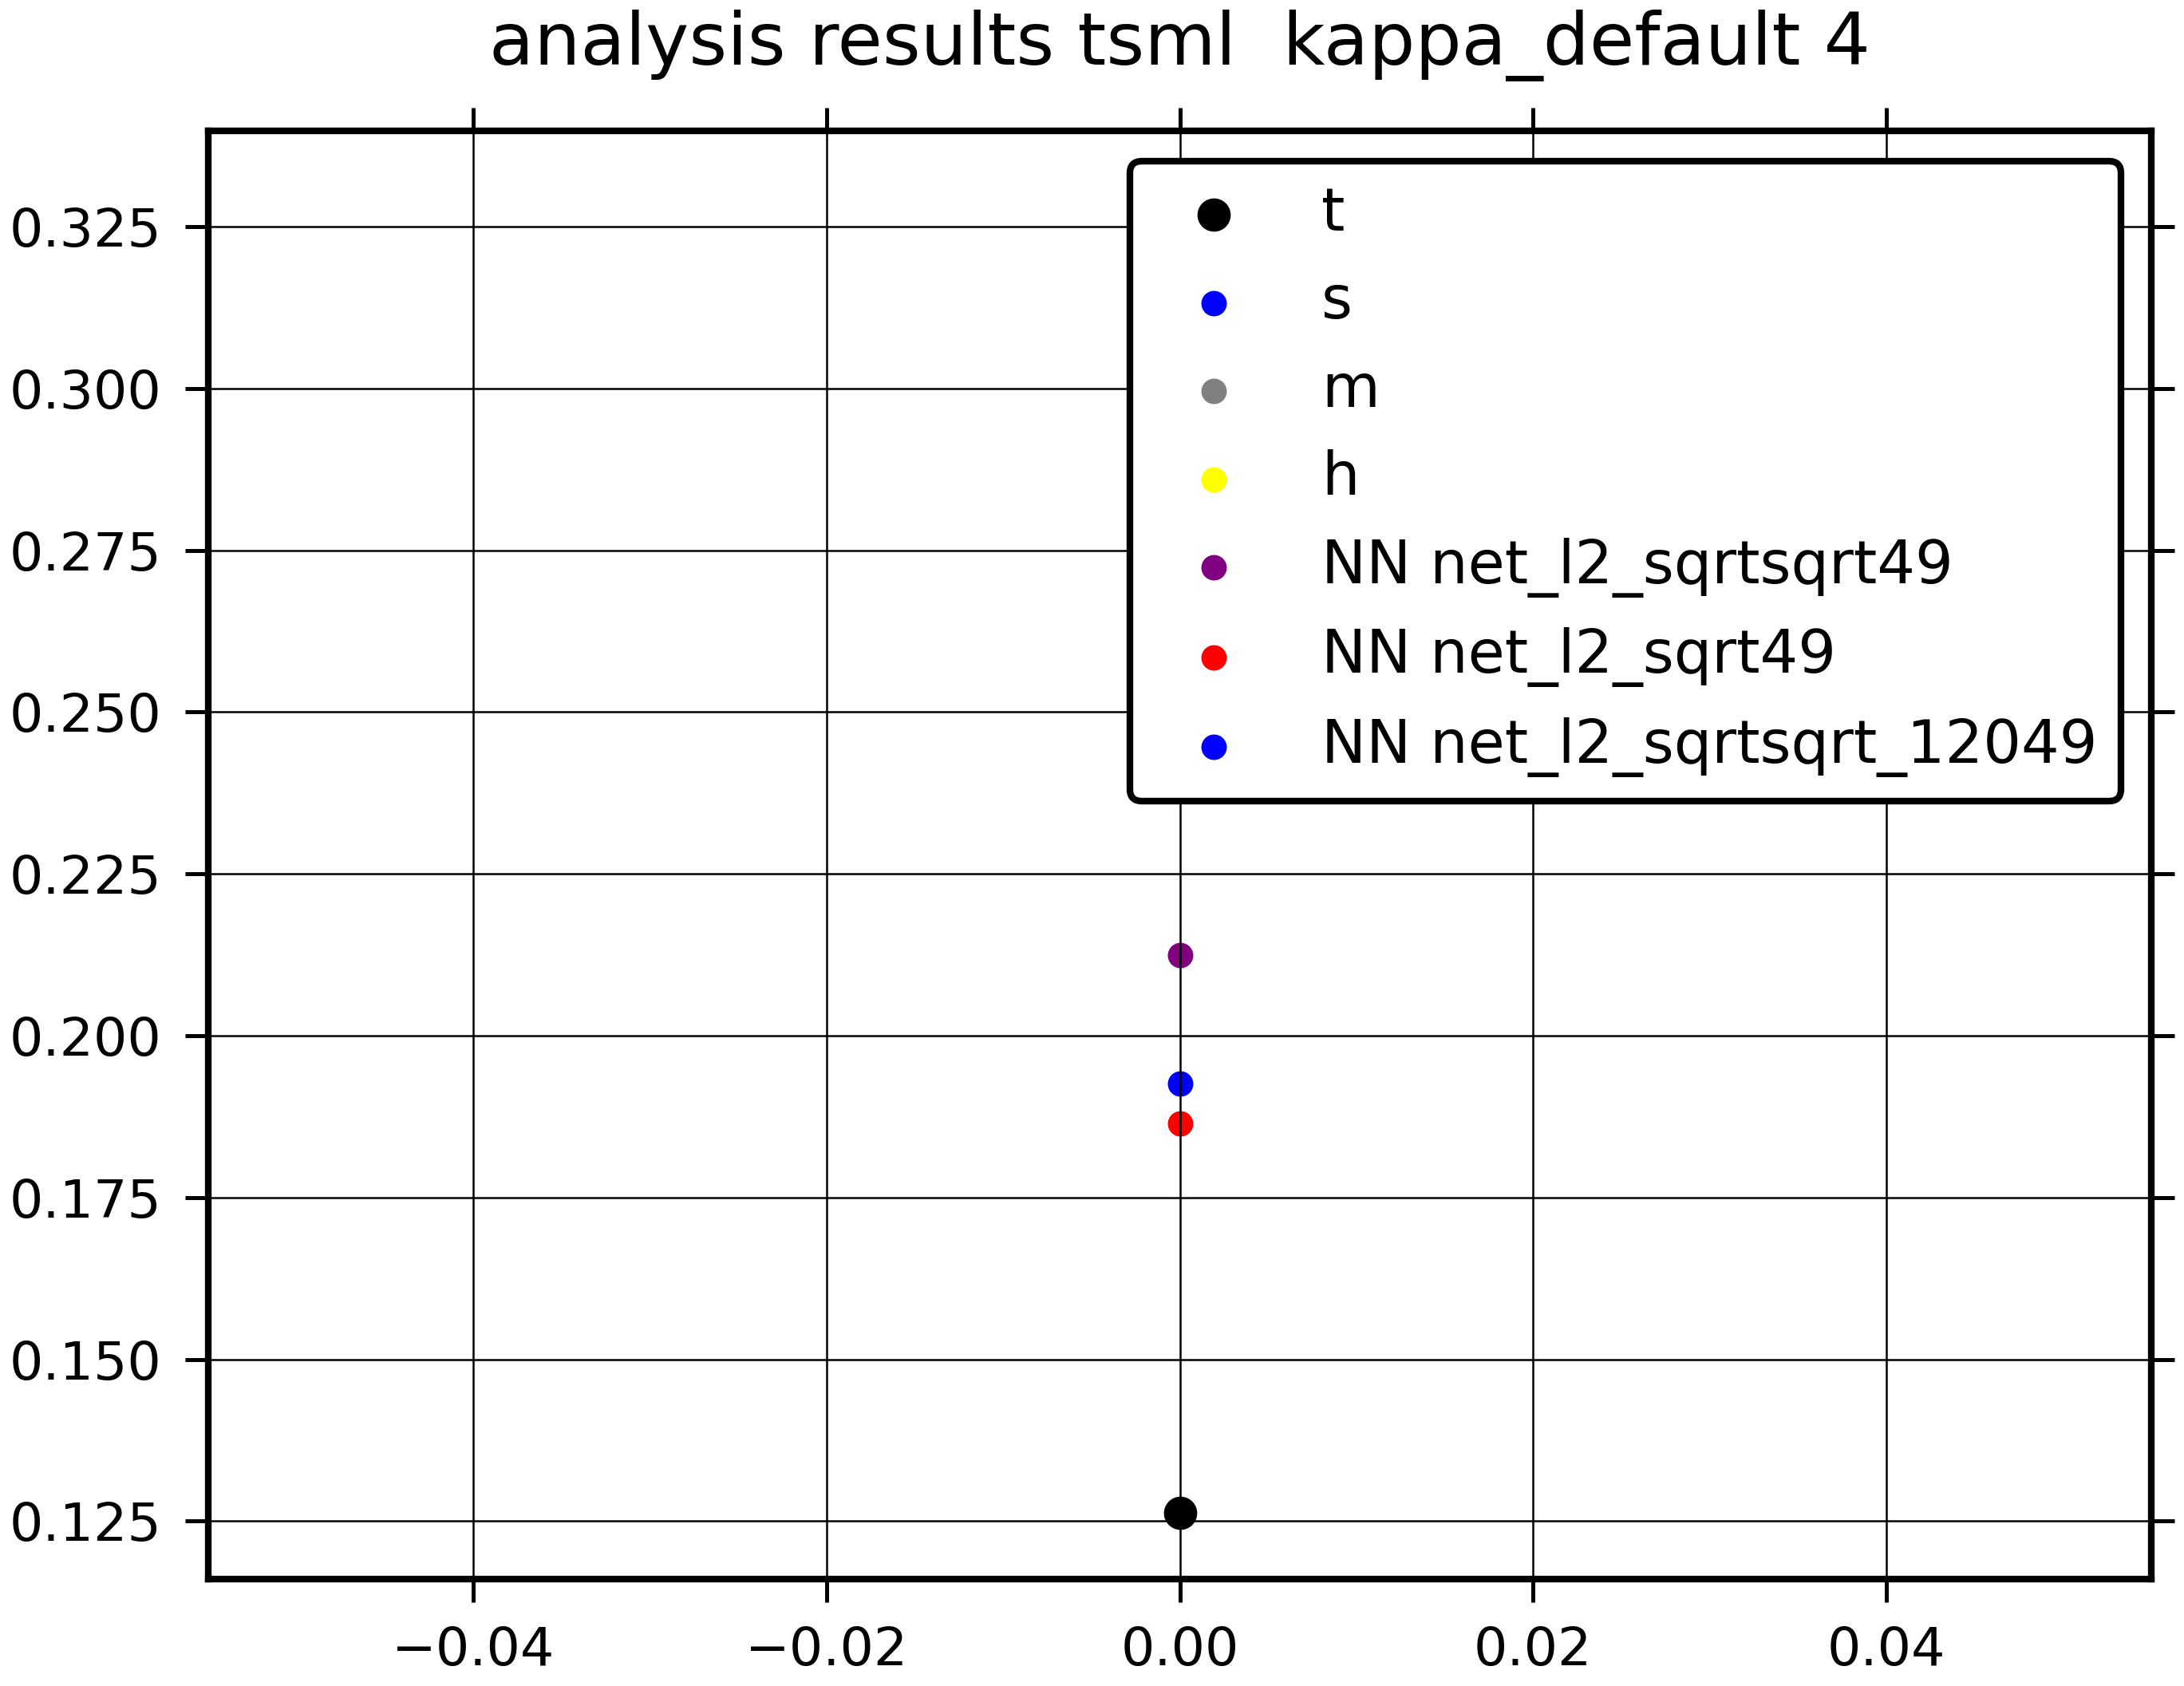 analysis results tsml  kappa_default 4
0.325
0.300
0.275
0.250
0.225
0.200
0.175
0.150
0.125
−0.04
−0.02
0.00
0.02
0.04
t
s
m
h
NN net_l2_sqrtsqrt49
NN net_l2_sqrt49
NN net_l2_sqrtsqrt_12049